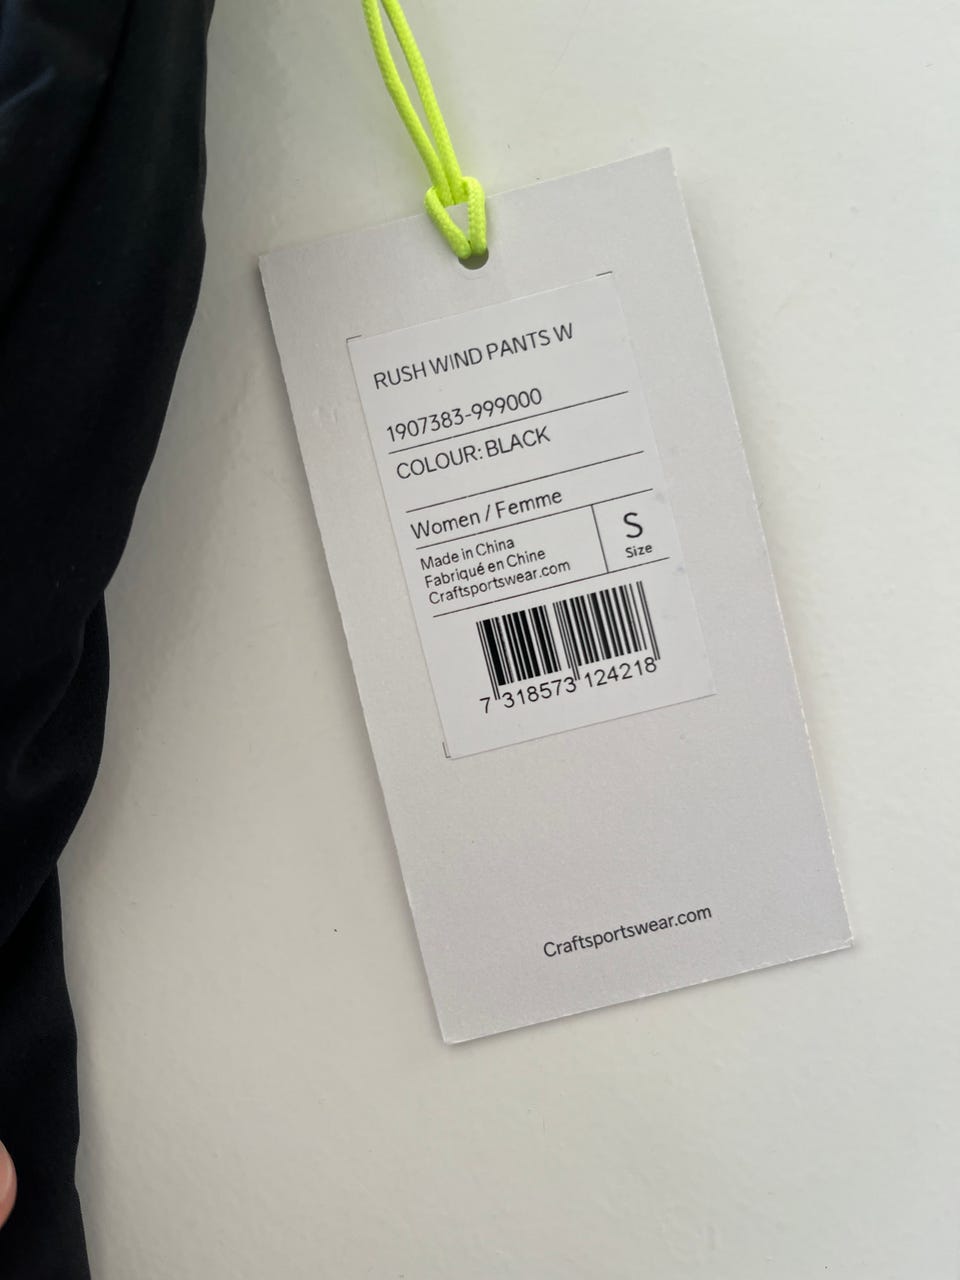 RUSH WIND PANTS W
1907383-999000
COLOUR: BLACK
Women / Femme
Made in China
Fabriqué en Chine
Craftsportswear.com
S
Size
7 318573 124218
Craftsportswear.com